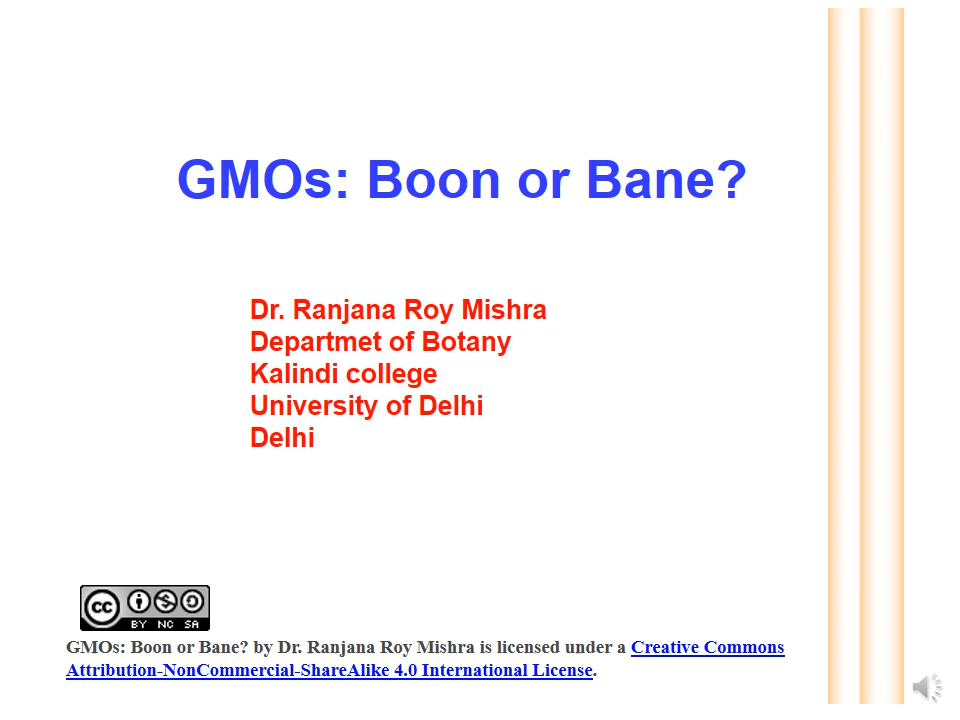 GMOs: Boon or Bane?
Dr. Ranjana Roy Mishra
Departmet of Botany
Kalindi college
University of Delhi
Delhi
cc
BY NC SA
GMOs: Boon or Bane? by Dr. Ranjana Roy Mishra is licensed under a Creative Commons
Attribution-NonCommercial-ShareAlike 4.0 International License.